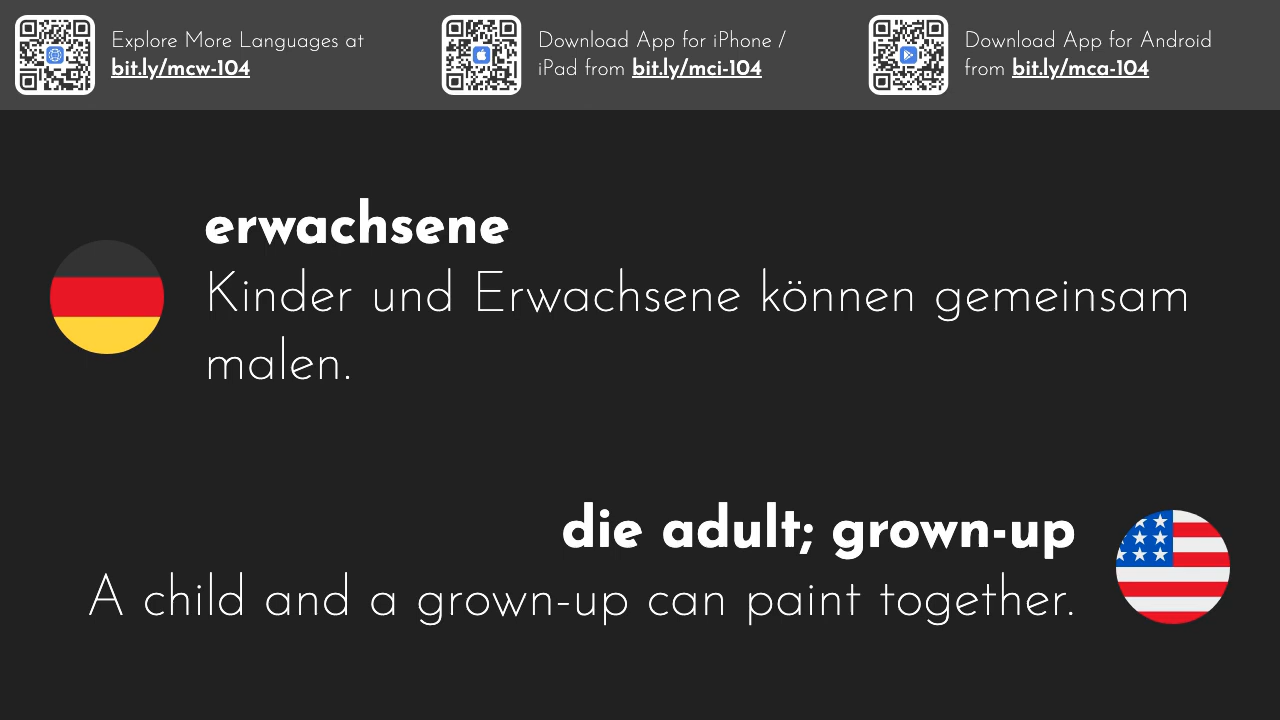 Explore More Languages at
bit.ly/mcw-104
Download App for iPhone /
iPad from bit.ly/mci-104
Download App for Android
from bit.ly/mca-104
erwachsene
Kinder und Erwachsene können gemeinsam
malen.
die adult; grown-up
A child and a grown-up can paint together.